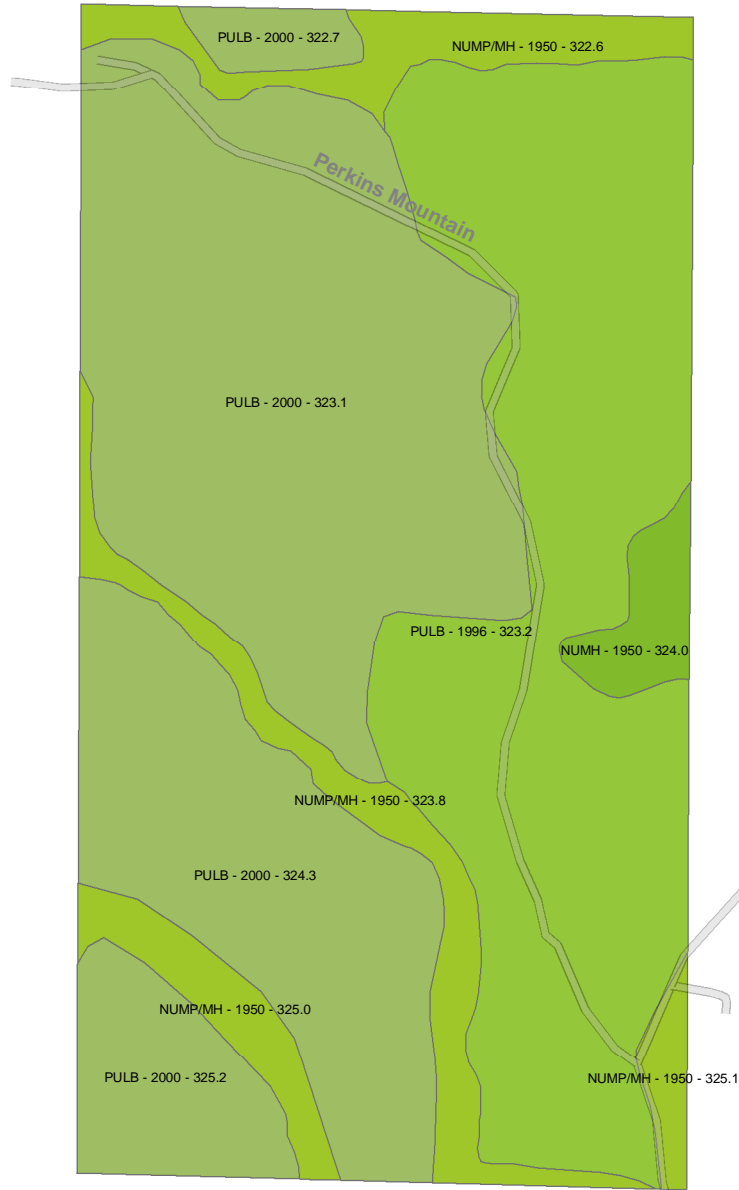 PULB - 2000 - 322.7
NUMP/MH - 1950 - 322.6
Perkins Mountain
PULB - 2000 - 323.1
PULB - 1996 - 323.2
NUMH - 1950 - 324.0
NUMP/MH - 1950 - 323.8
PULB - 2000 - 324.3
NUMP/MH - 1950 - 325.0
PULB - 2000 - 325.2
NUMP/MH - 1950 - 325.1